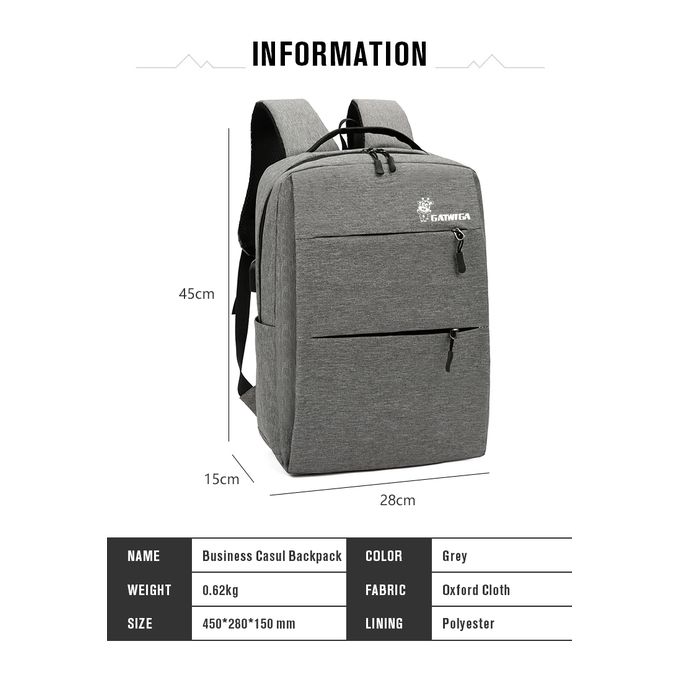 INFORMATION
GATWIGA
45cm
15cm
28cm
NAME Business Casul Backpack COLOR Grey
WEIGHT 0.62kg FABRIC Oxford Cloth
SIZE 450*280*150 mm LINING Polyester